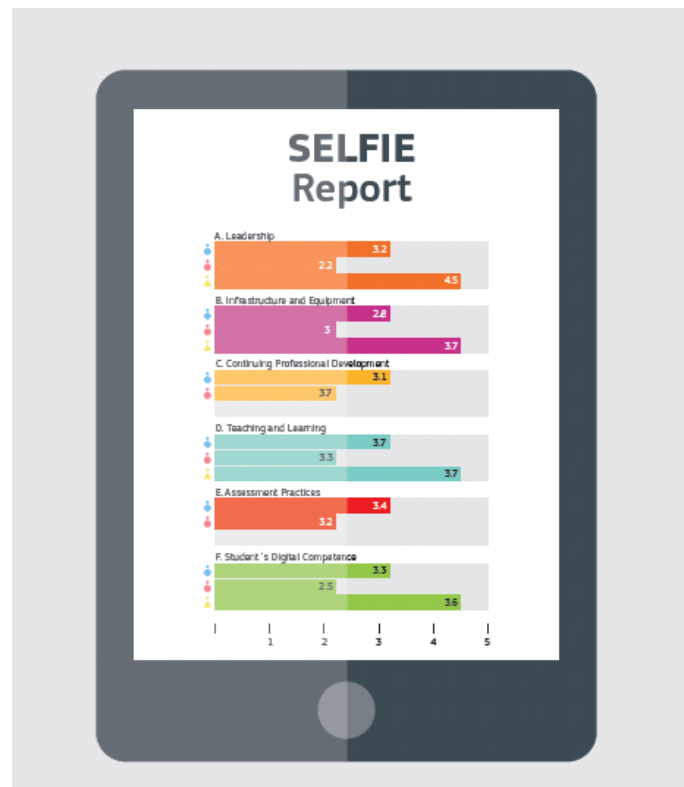 SELFIE
Report
A. Leadership
3.2
2.2
4.5
B. Infrastructure and Equipment
2.8
3
3.7
C. Continuing Professional Development
3.1
3.7
D. Teaching and Learning
3.7
3.3
3.7
E. Assessment Practices
3.4
3.2
F. Student`s Digital Competence
3.3
2.5
3.6
1 2 3 4 5